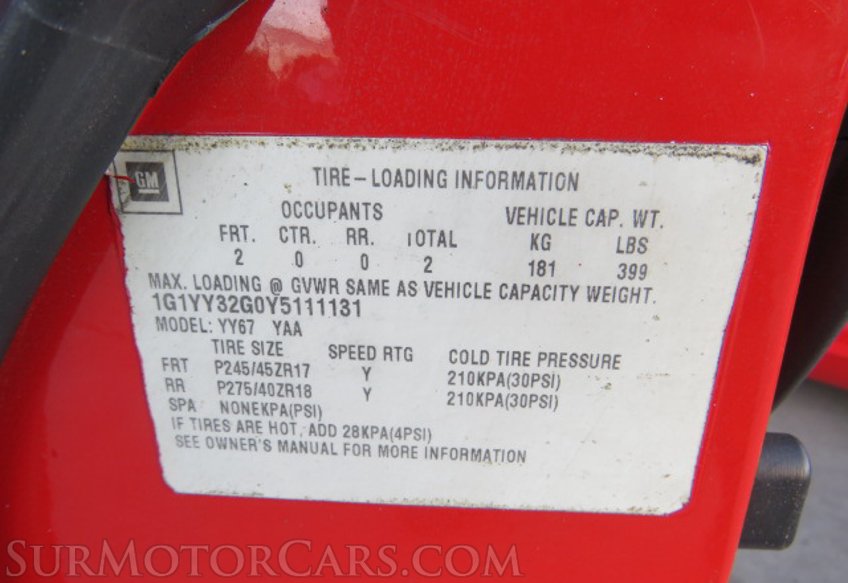 GM
TIRE-LOADING INFORMATION
OCCUPANTS VEHICLE CAP. WT.
FRT. CTR. RR. TOTAL KG LBS
2 0 0 2 181 399
MAX. LOADING @ GVWR SAME AS VEHICLE CAPACITY WEIGHT.
1G1YY32G0Y5111131
MODEL: YY67 YAA
TIRE SIZE SPEED RTG COLD TIRE PRESSURE
FRT P245/45ZR17 Y 210KPA(30PSI)
RR P275/40ZR18 Y 210KPA(30PSI)
SPA NONEKPA(PSI)
IF TIRES ARE HOT, ADD 28KPA(4PSI)
SEE OWNER'S MANUAL FOR MORE INFORMATION
SURMOTORCARS.COM